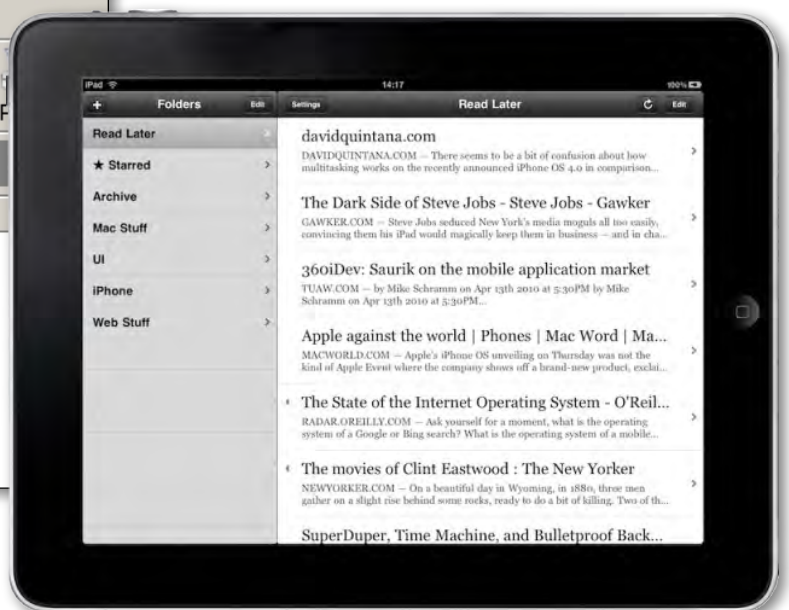 iPad
14:17
100%
+
Folders
Edit
Settings
Read Later
Edit
Read Later
★ Starred
Archive
Mac Stuff
UI
iPhone
Web Stuff
davidquintana.com
DAVIDQUINTANA.COM — There seems to be a bit of confusion about how
multitasking works on the recently announced iPhone OS 4.0 in comparison...
The Dark Side of Steve Jobs - Steve Jobs - Gawker
GAWKER.COM — Steve Jobs seduced New York's media moguls all too easily,
convincing them his iPad would magically keep them in business — and in cha...
360iDev: Saurik on the mobile application market
TUAW.COM — by Mike Schramm on Apr 13th 2010 at 5:30PM by Mike
Schramm on Apr 13th 2010 at 5:30PM...
Apple against the world | Phones | Mac Word | Ma...
MACWORLD.COM — Apple's iPhone OS unveiling on Thursday was not the
kind of Apple Event where the company shows off a brand-new product, exclai...
The State of the Internet Operating System - O'Reil...
RADAR.OREILLY.COM — Ask yourself for a moment, what is the operating
system of a Google or Bing search? What is the operating system of a mobile...
The movies of Clint Eastwood : The New Yorker
NEWYORKER.COM — On a beautiful day in Wyoming, in 1880, three men
gather on a slight rise behind some rocks, ready to do a bit of killing. Two of th...
SuperDuper, Time Machine, and Bulletproof Back...